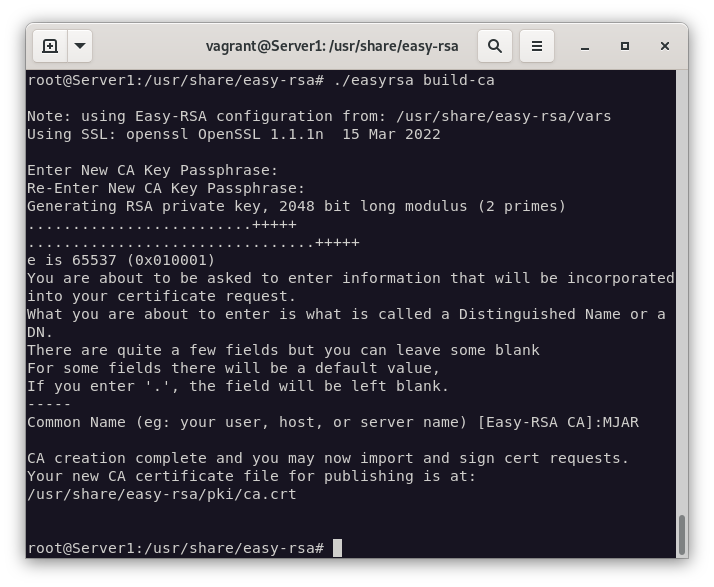 vagrant@Server1: /usr/share/easy-rsa
root@Server1:/usr/share/easy-rsa# ./easyrsa build-ca
Note: using Easy-RSA configuration from: /usr/share/easy-rsa/vars
Using SSL: openssl OpenSSL 1.1.1n  15 Mar 2022
Enter New CA Key Passphrase:
Re-Enter New CA Key Passphrase:
Generating RSA private key, 2048 bit long modulus (2 primes)
.........................+++++
................................+++++
e is 65537 (0x010001)
You are about to be asked to enter information that will be incorporated
into your certificate request.
What you are about to enter is what is called a Distinguished Name or a
DN.
There are quite a few fields but you can leave some blank
For some fields there will be a default value,
If you enter '.', the field will be left blank.
-----
Common Name (eg: your user, host, or server name) [Easy-RSA CA]:MJAR
CA creation complete and you may now import and sign cert requests.
Your new CA certificate file for publishing is at:
/usr/share/easy-rsa/pki/ca.crt
root@Server1:/usr/share/easy-rsa#